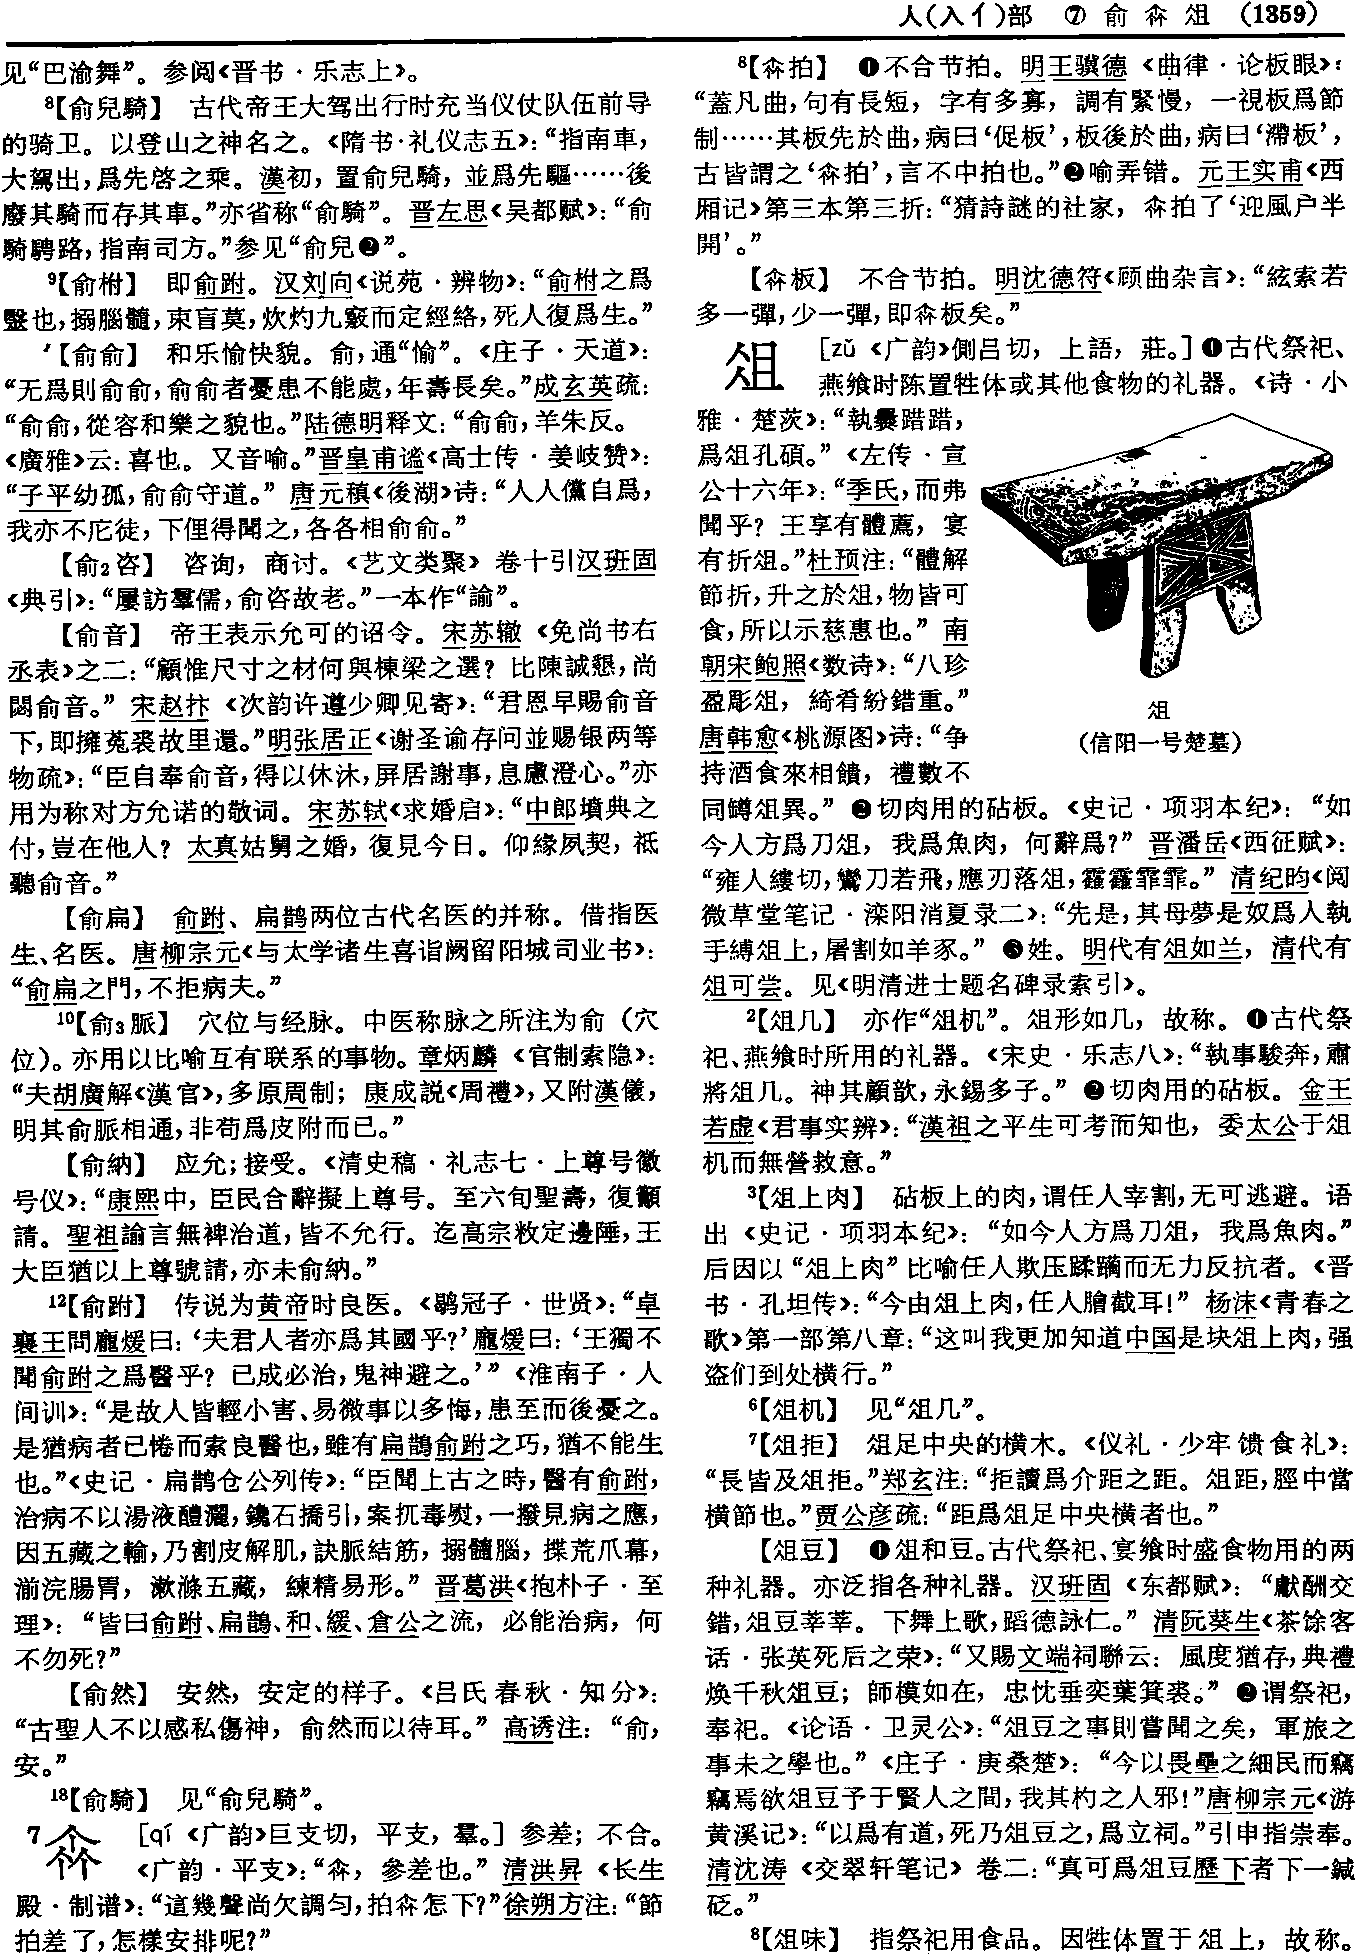 人(入亻)部 ⑦ 俞 㒰 俎 (1359)
见“巴渝舞”。参阅《晋书·乐志上》。
⁸【俞兒騎】 古代帝王大驾出行时充当仪仗队伍前导
的骑卫。以登山之神名之。《隋书·礼仪志五》:“指南車,
大駕出,爲先啓之乘。漢初,置俞兒騎,並爲先驅……後
廢其騎而存其車。”亦省称“俞騎”。晋左思《吴都赋》:“俞
騎騁路,指南司方。”参见“俞兒❷”。
⁹【俞柎】 即俞跗。汉刘向《说苑·辨物》:“俞柎之爲
醫也,搦腦髓,束盲莫,炊灼九竅而定經絡,死人復爲生。”
【俞俞】 和乐愉快貌。俞,通“愉”。《庄子·天道》:
“无爲則俞俞,俞俞者憂患不能處,年壽長矣。”成玄英疏:
“俞俞,從容和樂之貌也。”陆德明释文:“俞俞,羊朱反。
《廣雅》云:喜也。又音喻。”晋皇甫谧《高士传·姜岐赞》:
“子平幼孤,俞俞守道。”唐元稹《後湖》诗:“人人儻自爲,
我亦不庀徒,下俚得聞之,各各相俞俞。”
【俞₂咨】 咨询,商讨。《艺文类聚》卷十引汉班固
《典引》:“屢訪羣儒,俞咨故老。”一本作“諭”。
【俞音】 帝王表示允可的诏令。宋苏辙《免尚书右
丞表》之二:“顧惟尺寸之材何與棟梁之選?比陳誠懇,尚
閟俞音。”宋赵抃《次韵许遵少卿见寄》:“君恩早賜俞音
下,即擁菟裘故里還。”明张居正《谢圣谕存问並赐银两等
物疏》:“臣自奉俞音,得以休沐,屏居謝事,息慮澄心。”亦
用为称对方允诺的敬词。宋苏轼《求婚启》:“中郎墳典之
付,豈在他人?太真姑舅之婚,復見今日。仰緣夙契,祗
聽俞音。”
【俞扁】 俞跗、扁鹊两位古代名医的并称。借指医
生、名医。唐柳宗元《与太学诸生喜诣阙留阳城司业书》:
“俞扁之門,不拒病夫。”
¹⁰【俞₃脈】 穴位与经脉。中医称脉之所注为俞(穴
位)。亦用以比喻互有联系的事物。章炳麟《官制索隐》:
“夫胡廣解《漢官》,多原周制;康成説《周禮》,又附漢儀,
明其俞脈相通,非苟爲皮附而已。”
【俞納】 应允;接受。《清史稿·礼志七·上尊号徽
号仪》:“康熙中,臣民合辭擬上尊号。至六旬聖壽,復籲
請。聖祖諭言無裨治道,皆不允行。迄高宗敉定邊陲,王
大臣猶以上尊號請,亦未俞納。”
¹²【俞跗】 传说为黄帝时良医。《鹖冠子·世贤》:“卓
襄王問龐煖曰:‘夫君人者亦爲其國乎?’龐煖曰:‘王獨不
聞俞跗之爲醫乎?已成必治,鬼神避之。’”《淮南子·人
间训》:“是故人皆輕小害、易微事以多悔,患至而後憂之。
是猶病者已惓而索良醫也,雖有扁鵲俞跗之巧,猶不能生
也。”《史记·扁鹊仓公列传》:“臣聞上古之時,醫有俞跗,
治病不以湯液醴灑,鑱石撟引,案扤毒熨,一撥見病之應,
因五藏之輸,乃割皮解肌,訣脈結筋,搦髓腦,揲荒爪幕,
湔浣腸胃,漱滌五藏,練精易形。”晋葛洪《抱朴子·至
理》:“皆曰俞跗、扁鵲、和、緩、倉公之流,必能治病,何
不勿死?”
【俞然】 安然,安定的样子。《吕氏春秋·知分》:
“古聖人不以感私傷神,俞然而以待耳。”高诱注:“俞,
安。”
¹⁸【俞騎】 见“俞兒騎”。
7 㒰 [qí 《广韵》巨支切,平支,羣。]参差;不合。
《广韵·平支》:“㒰,參差也。”清洪昇《长生
殿·制谱》:“這幾聲尚欠調匀,拍㒰怎下?”徐朔方注:“節
拍差了,怎樣安排呢?”
⁸【㒰拍】 ❶不合节拍。明王骥德《曲律·论板眼》:
“蓋凡曲,句有長短,字有多寡,調有緊慢,一視板爲節
制……其板先於曲,病曰‘促板’,板後於曲,病曰‘滯板’,
古皆謂之‘㒰拍’,言不中拍也。”❷喻弄错。元王实甫《西
厢记》第三本第三折:“猜詩謎的社家,㒰拍了‘迎風户半
開’。”
【㒰板】 不合节拍。明沈德符《顾曲杂言》:“絃索若
多一彈,少一彈,即㒰板矣。”
俎 [zǔ 《广韵》侧吕切,上語,莊。]❶古代祭祀、
燕飨时陈置牲体或其他食物的礼器。《诗·小
雅·楚茨》:“執爨踖踖,
爲俎孔碩。”《左传·宣
公十六年》:“季氏,而弗
聞乎?王享有體薦,宴
有折俎。”杜预注:“體解
節折,升之於俎,物皆可
食,所以示慈惠也。”南
朝宋鲍照《数诗》:“八珍
盈彫俎,綺肴紛錯重。”
唐韩愈《桃源图》诗:“争
持酒食來相饋,禮數不
同罇俎異。”❷切肉用的砧板。《史记·项羽本纪》:“如
今人方爲刀俎,我爲魚肉,何辭爲?”晋潘岳《西征赋》:
“雍人縷切,鸞刀若飛,應刃落俎,靃靃霏霏。”清纪昀《阅
微草堂笔记·滦阳消夏录二》:“先是,其母夢是奴爲人執
手縛俎上,屠割如羊豕。”❸姓。明代有俎如兰,清代有
俎可尝。见《明清进士题名碑录索引》。
俎
(信阳一号楚墓)
²【俎几】 亦作“俎机”。俎形如几,故称。❶古代祭
祀、燕飨时所用的礼器。《宋史·乐志八》:“執事駿奔,肅
將俎几。神其顧歆,永錫多子。”❷切肉用的砧板。金王
若虚《君事实辨》:“漢祖之平生可考而知也,委太公于俎
机而無營救意。”
³【俎上肉】 砧板上的肉,谓任人宰割,无可逃避。语
出《史记·项羽本纪》:“如今人方爲刀俎,我爲魚肉。”
后因以“俎上肉”比喻任人欺压蹂躏而无力反抗者。《晋
书·孔坦传》:“今由俎上肉,任人膾截耳!”杨沫《青春之
歌》第一部第八章:“这叫我更加知道中国是块俎上肉,强
盗们到处横行。”
⁶【俎机】 见“俎几”。
⁷【俎拒】 俎足中央的横木。《仪礼·少牢馈食礼》:
“長皆及俎拒。”郑玄注:“拒讀爲介距之距。俎距,脛中當
横節也。”贾公彦疏:“距爲俎足中央横者也。”
【俎豆】 ❶俎和豆。古代祭祀、宴飨时盛食物用的两
种礼器。亦泛指各种礼器。汉班固《东都赋》:“獻酬交
錯,俎豆莘莘。下舞上歌,蹈德詠仁。”清阮葵生《茶馀客
话·张英死后之荣》:“又賜文端祠聯云:風度猶存,典禮
焕千秋俎豆;師模如在,忠忱垂奕葉箕裘。”❷谓祭祀,
奉祀。《论语·卫灵公》:“俎豆之事則嘗聞之矣,軍旅之
事未之學也。”《庄子·庚桑楚》:“今以畏壘之細民而竊
竊焉欲俎豆予于賢人之間,我其杓之人邪!”唐柳宗元《游
黄溪记》:“以爲有道,死乃俎豆之,爲立祠。”引申指崇奉。
清沈涛《交翠轩笔记》卷二:“真可爲俎豆歷下者下一鍼
砭。”
⁸【俎味】 指祭祀用食品。因牲体置于俎上,故称。